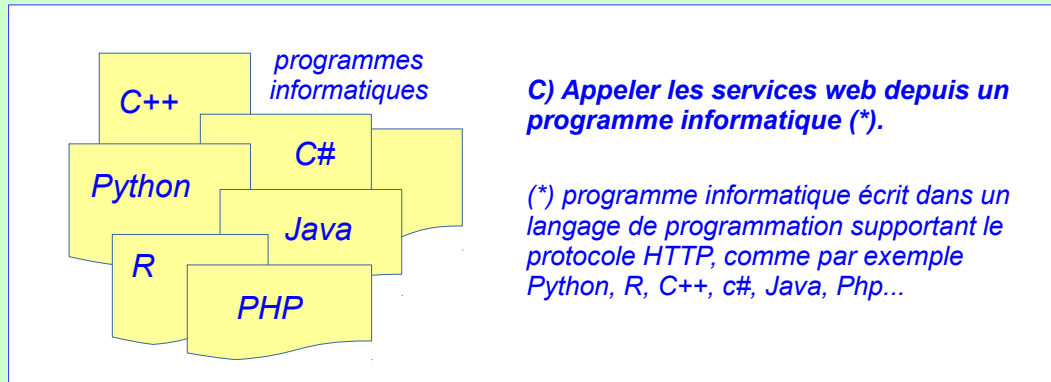 programmes
informatiques
C++
C#
Python
Java
R
PHP
C) Appeler les services web depuis un
programme informatique (*).
(*) programme informatique écrit dans un
langage de programmation supportant le
protocole HTTP, comme par exemple
Python, R, C++, c#, Java, Php...